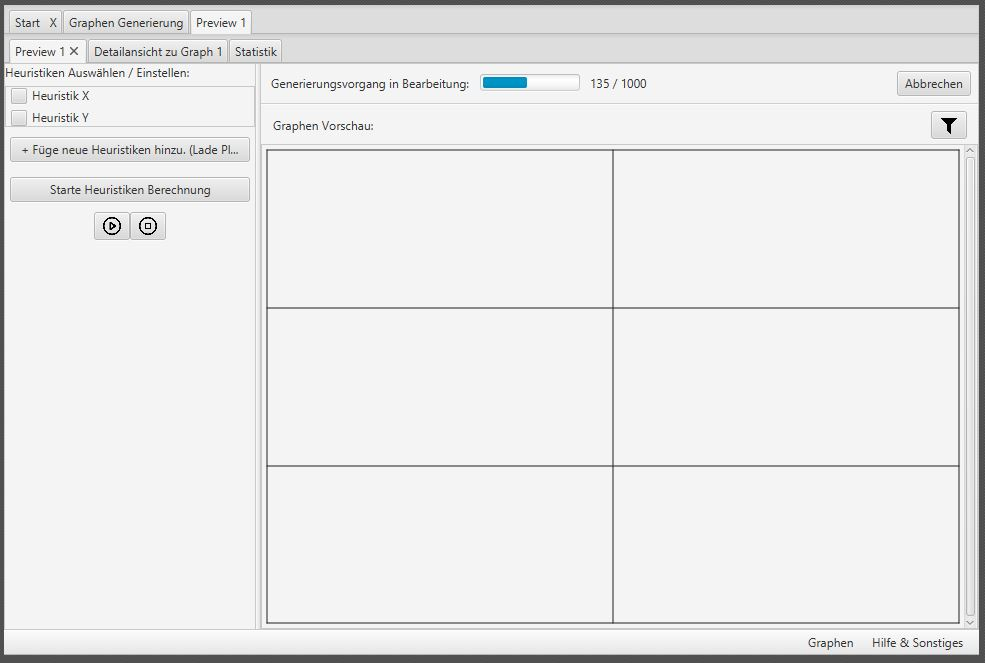 Start X Graphen Generierung Preview 1
Preview 1 X Detailansicht zu Graph 1 Statistik
Heuristiken Auswählen / Einstellen:
Heuristik X
Heuristik Y
+ Füge neue Heuristiken hinzu. (Lade Pl...
Starte Heuristiken Berechnung
Generierungsvorgang in Bearbeitung: 135 / 1000 Abbrechen
Graphen Vorschau:
Graphen Hilfe & Sonstiges